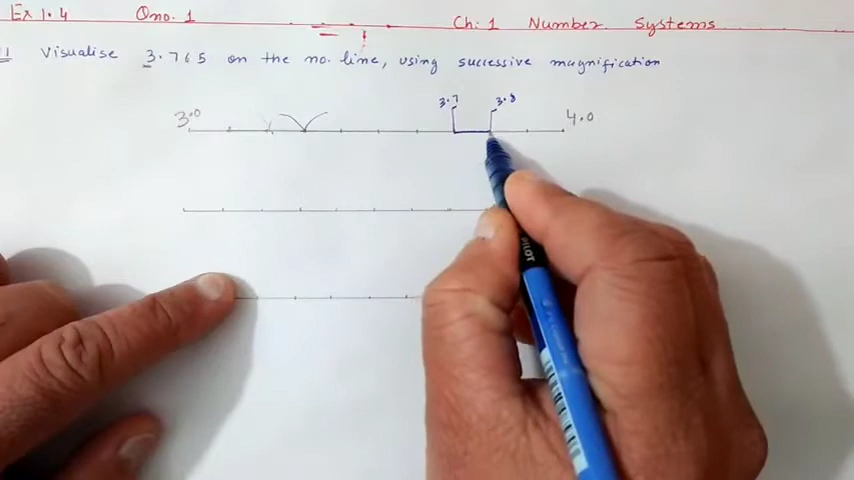 Ex 1.4 Qno. 1 Ch: 1 Number Systems
Visualise 3.765 on the no. line, using successive magnification
3.7 3.8
3.0 4.0
PILOT